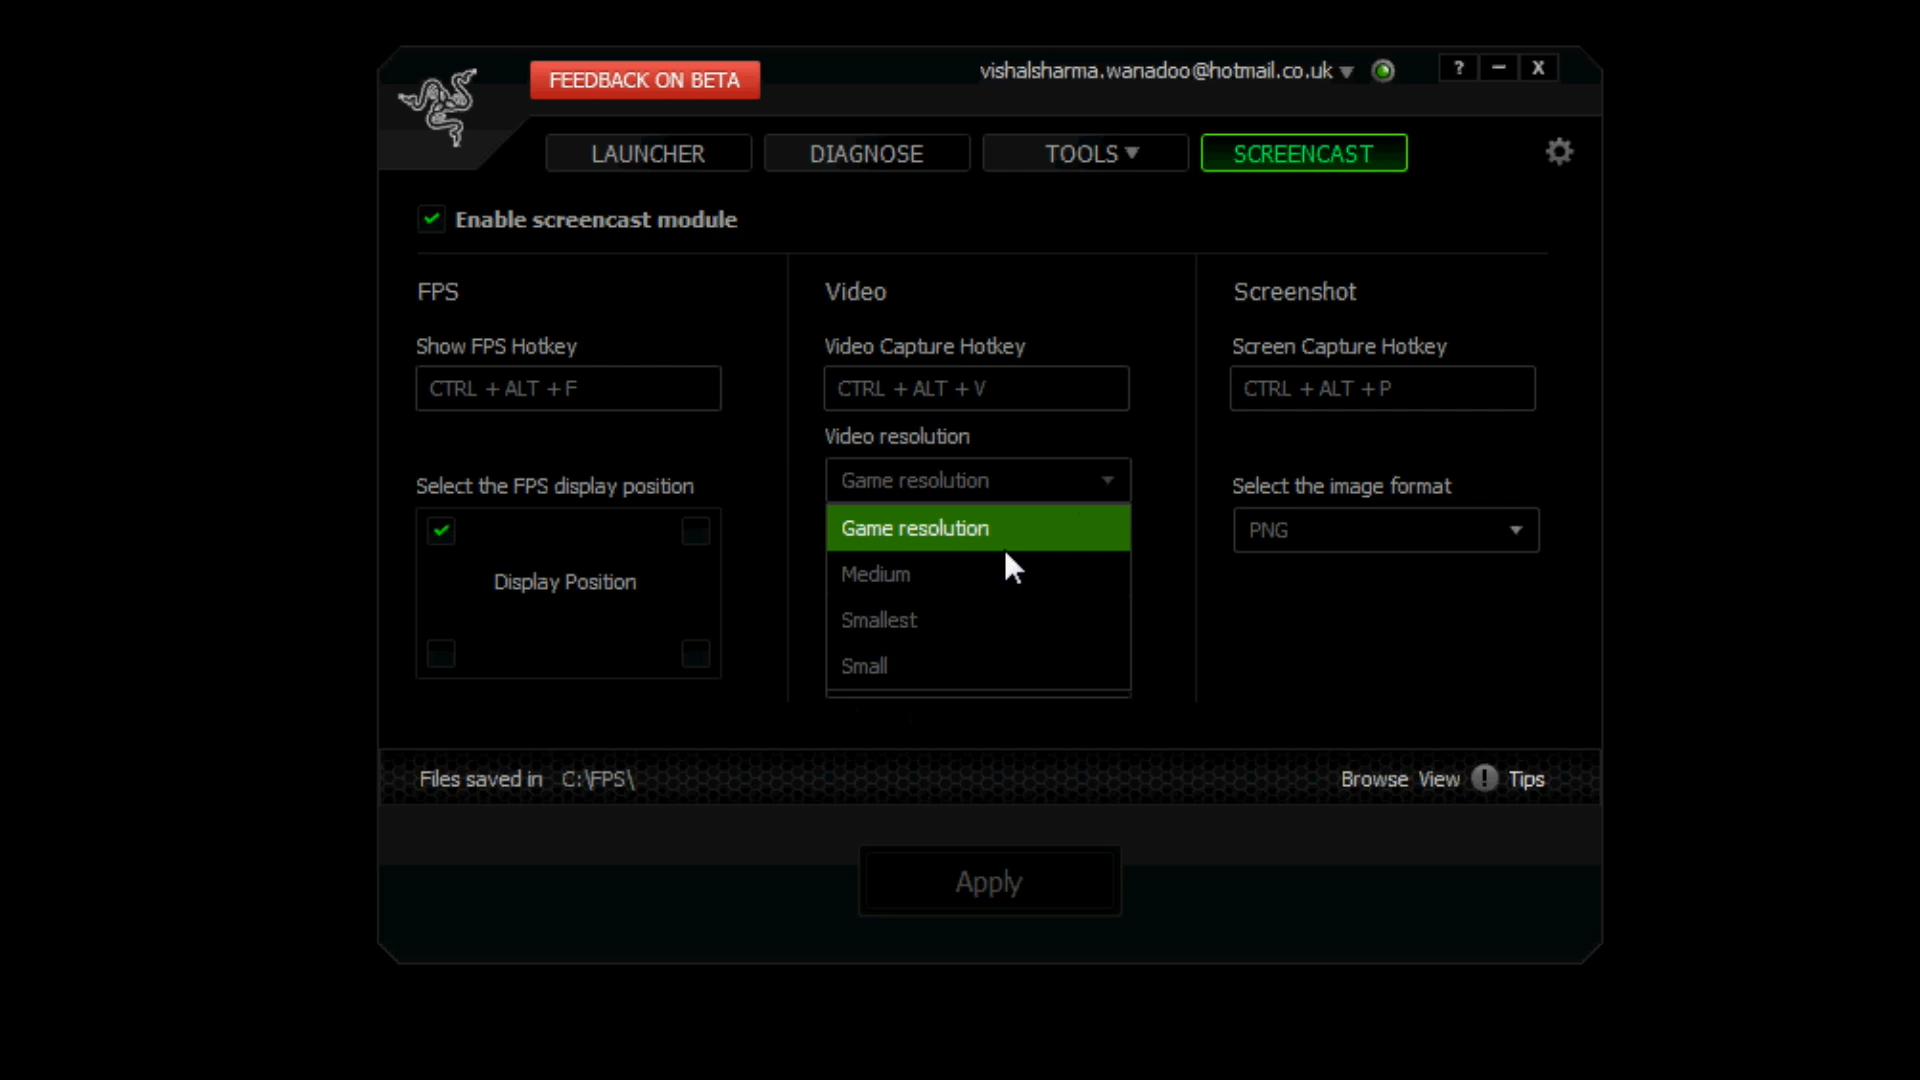 FEEDBACK ON BETA
vishalsharma.wanadoo@hotmail.co.uk
? – X
LAUNCHER
DIAGNOSE
TOOLS
SCREENCAST
Enable screencast module
FPS
Show FPS Hotkey
CTRL + ALT + F
Select the FPS display position
Display Position
Video
Video Capture Hotkey
CTRL + ALT + V
Video resolution
Game resolution
Game resolution
Medium
Smallest
Small
Screenshot
Screen Capture Hotkey
CTRL + ALT + P
Select the image format
PNG
Files saved in C:\FPS\
Browse View ! Tips
Apply